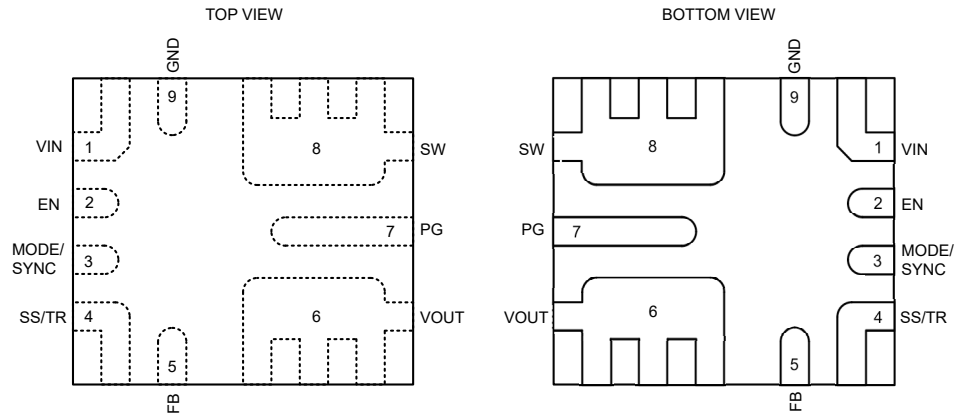 TOP VIEW
GND
9
VIN
1
8
SW
EN
2
7
PG
MODE/
SYNC
3
SS/TR
4
6
VOUT
5
FB
BOTTOM VIEW
GND
9
SW
8
1
VIN
2
EN
PG
7
3
MODE/
SYNC
VOUT
6
4
SS/TR
5
FB